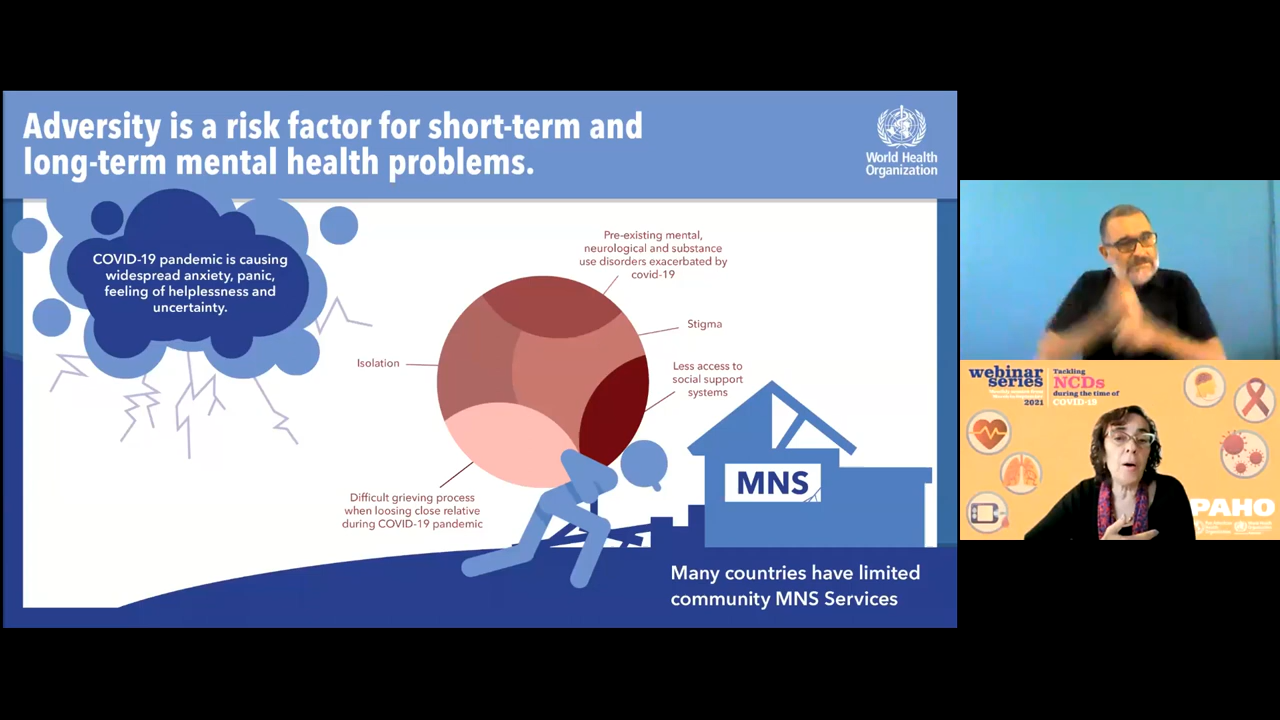 Adversity is a risk factor for short-term and
long-term mental health problems.
World Health
Organization
COVID-19 pandemic is causing
widespread anxiety, panic,
feeling of helplessness and
uncertainty.
Pre-existing mental,
neurological and substance
use disorders exacerbated by
covid-19
Stigma
Isolation
Less access to
social support
systems
Difficult grieving process
when loosing close relative
during COVID-19 pandemic
MNS
Many countries have limited
community MNS Services
webinar
series
2021
Tackling
NCDs
during the time of
COVID-19
PAHO